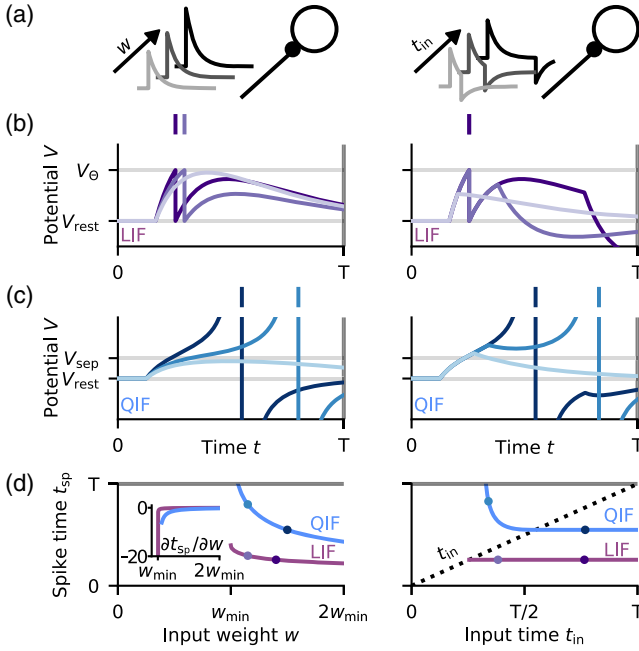 (a)
w
t_in
(b)
Potential V
V_Θ
V_rest
LIF
0
T
LIF
0
T
(c)
Potential V
V_sep
V_rest
QIF
0
Time t
T
QIF
0
Time t
T
(d)
Spike time t_sp
T
0
0
−20
∂t_sp/∂w
w_min
2w_min
QIF
LIF
0
w_min
2w_min
Input weight w
t_in
QIF
LIF
0
T/2
T
Input time t_in